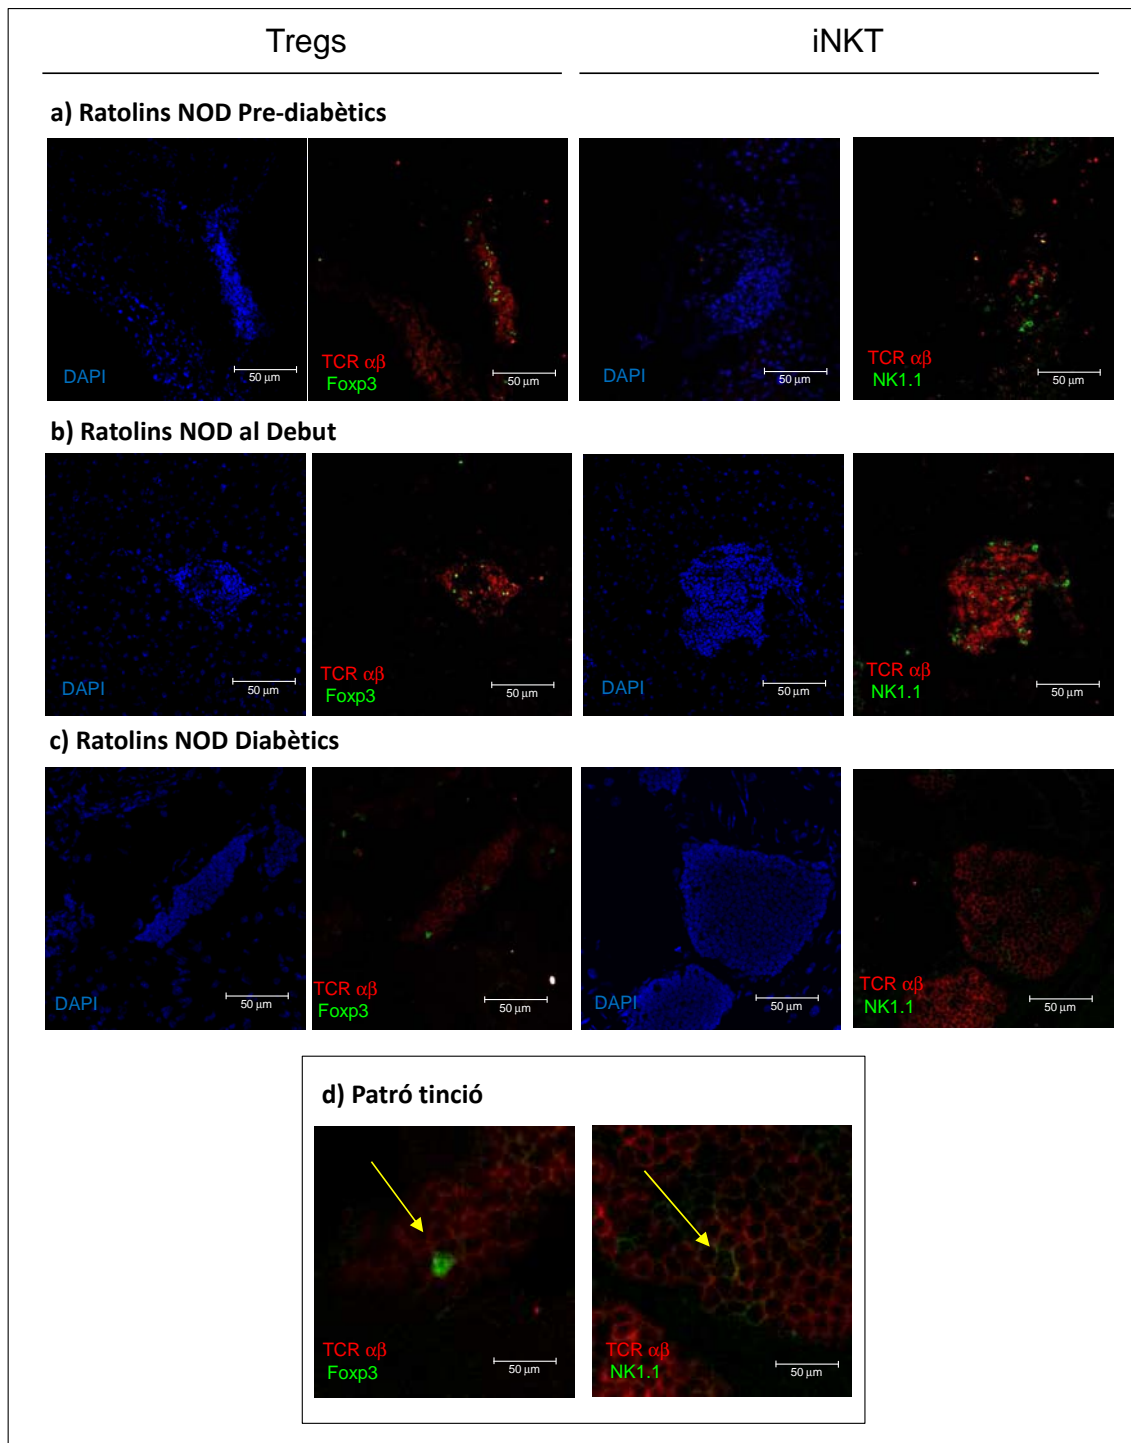 Tregs
iNKT
a) Ratolins NOD Pre-diabètics
DAPI
50 μm
TCR αβ
Foxp3
50 μm
DAPI
50 μm
TCR αβ
NK1.1
50 μm
b) Ratolins NOD al Debut
DAPI
50 μm
TCR αβ
Foxp3
50 μm
DAPI
50 μm
TCR αβ
NK1.1
50 μm
c) Ratolins NOD Diabètics
DAPI
50 μm
TCR αβ
Foxp3
50 μm
DAPI
50 μm
TCR αβ
NK1.1
50 μm
d) Patró tinció
TCR αβ
Foxp3
50 μm
TCR αβ
NK1.1
50 μm